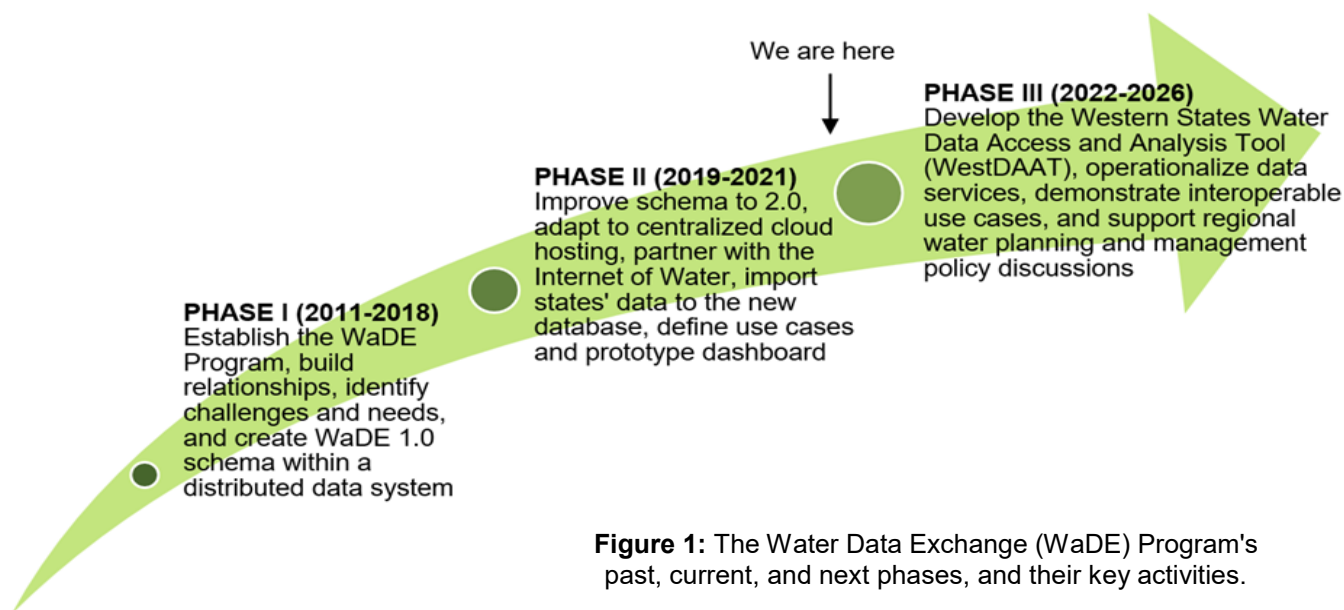 We are here
PHASE III (2022-2026)
Develop the Western States Water
Data Access and Analysis Tool
(WestDAAT), operationalize data
services, demonstrate interoperable
use cases, and support regional
water planning and management
policy discussions
PHASE II (2019-2021)
Improve schema to 2.0,
adapt to centralized cloud
hosting, partner with the
Internet of Water, import
states' data to the new
database, define use cases
and prototype dashboard
PHASE I (2011-2018)
Establish the WaDE
Program, build
relationships, identify
challenges and needs,
and create WaDE 1.0
schema within a
distributed data system
Figure 1: The Water Data Exchange (WaDE) Program's
past, current, and next phases, and their key activities.